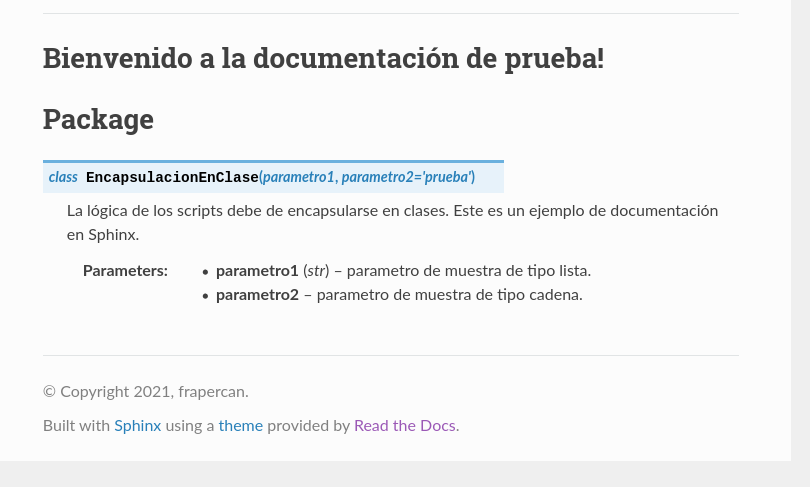 Bienvenido a la documentación de prueba!
Package
class EncapsulacionEnClase(parametro1, parametro2='prueba')
La lógica de los scripts debe de encapsularse en clases. Este es un ejemplo de documentación
en Sphinx.
Parameters: • parametro1 (str) – parametro de muestra de tipo lista.
• parametro2 – parametro de muestra de tipo cadena.
© Copyright 2021, frapercan.
Built with Sphinx using a theme provided by Read the Docs.